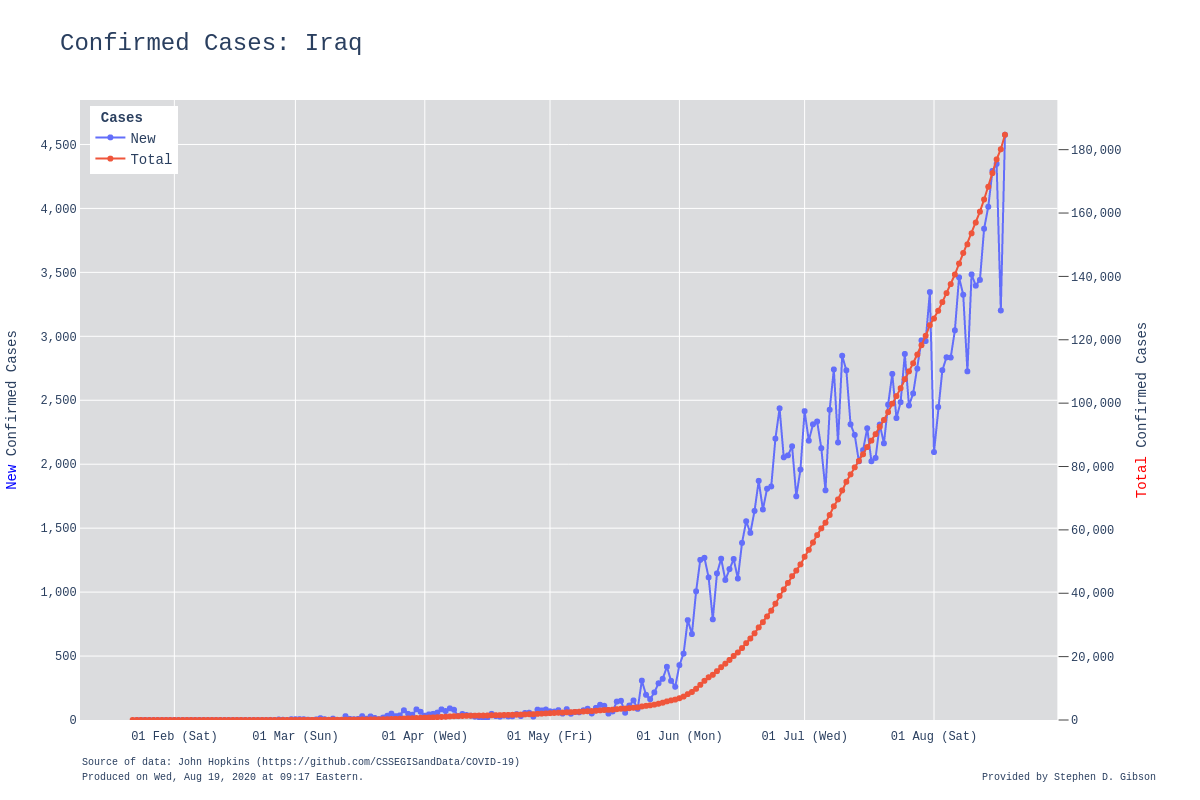 Confirmed Cases: Iraq
Cases
New
Total
4,500
4,000
3,500
3,000
2,500
2,000
1,500
1,000
500
0
New Confirmed Cases
180,000
160,000
140,000
120,000
100,000
80,000
60,000
40,000
20,000
0
Total Confirmed Cases
01 Feb (Sat) 01 Mar (Sun) 01 Apr (Wed) 01 May (Fri) 01 Jun (Mon) 01 Jul (Wed) 01 Aug (Sat)
Source of data: John Hopkins (https://github.com/CSSEGISandData/COVID-19)
Produced on Wed, Aug 19, 2020 at 09:17 Eastern.
Provided by Stephen D. Gibson